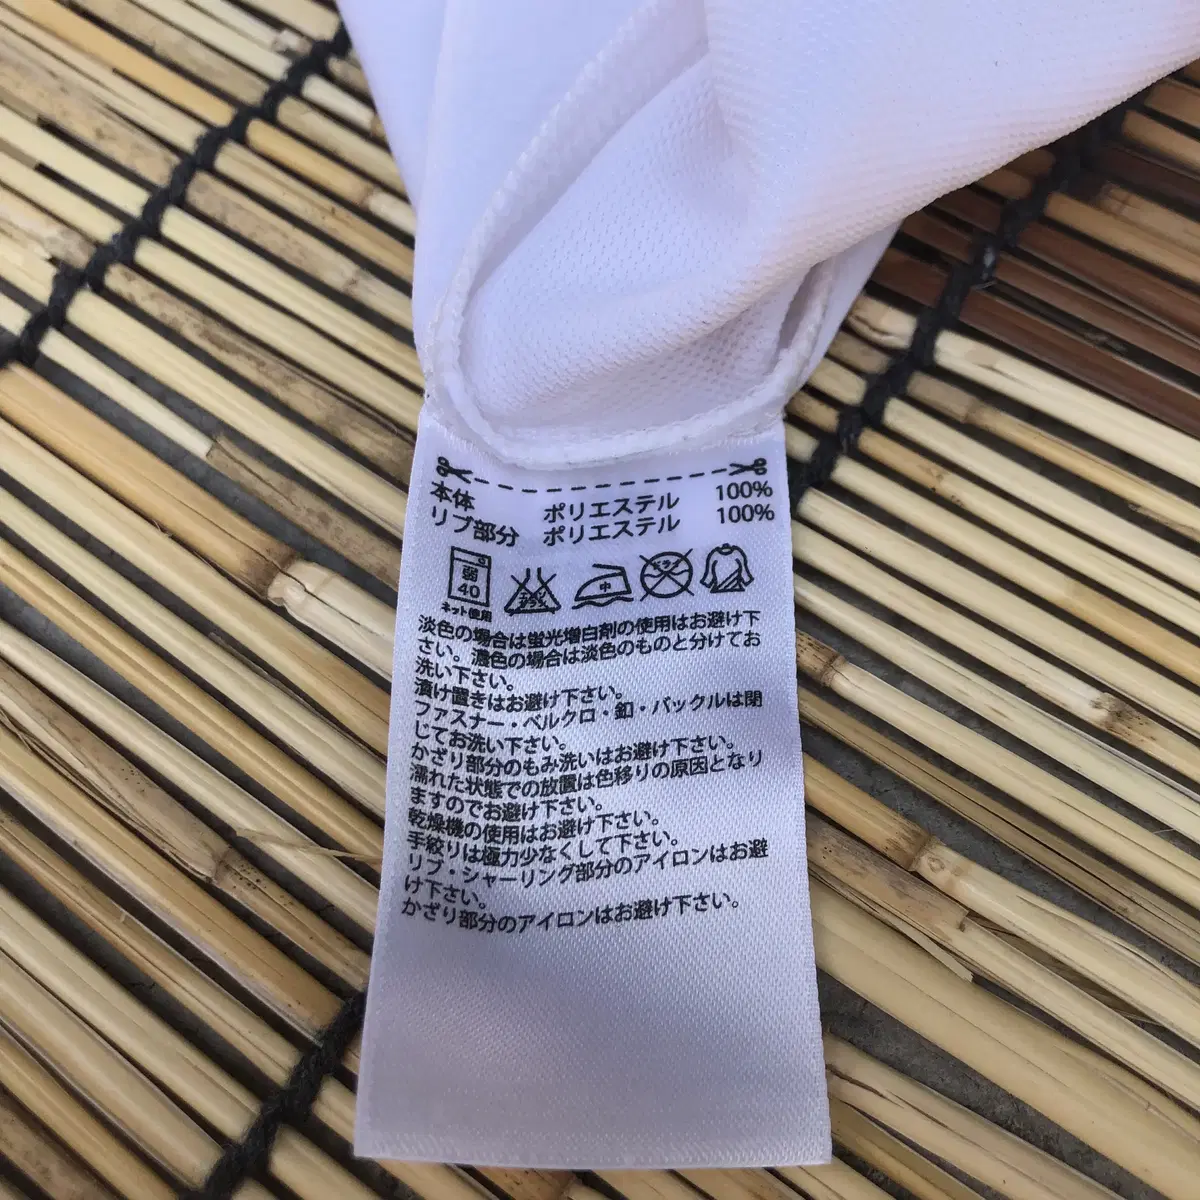 本体 ポリエステル 100%
リブ部分 ポリエステル 100%
弱
40
ネット使用
エンソ
サラシ
中
ドライ
淡色の場合は蛍光増白剤の使用はお避け下
さい。濃色の場合は淡色のものと分けてお
洗い下さい。
漬け置きはお避け下さい。
ファスナー・ベルクロ・釦・バックルは閉
じてお洗い下さい。
かざり部分のもみ洗いはお避け下さい。
濡れた状態での放置は色移りの原因となり
ますのでお避け下さい。
乾燥機の使用はお避け下さい。
手絞りは極力少なくして下さい。
リブ・シャーリング部分のアイロンはお避
け下さい。
かざり部分のアイロンはお避け下さい。